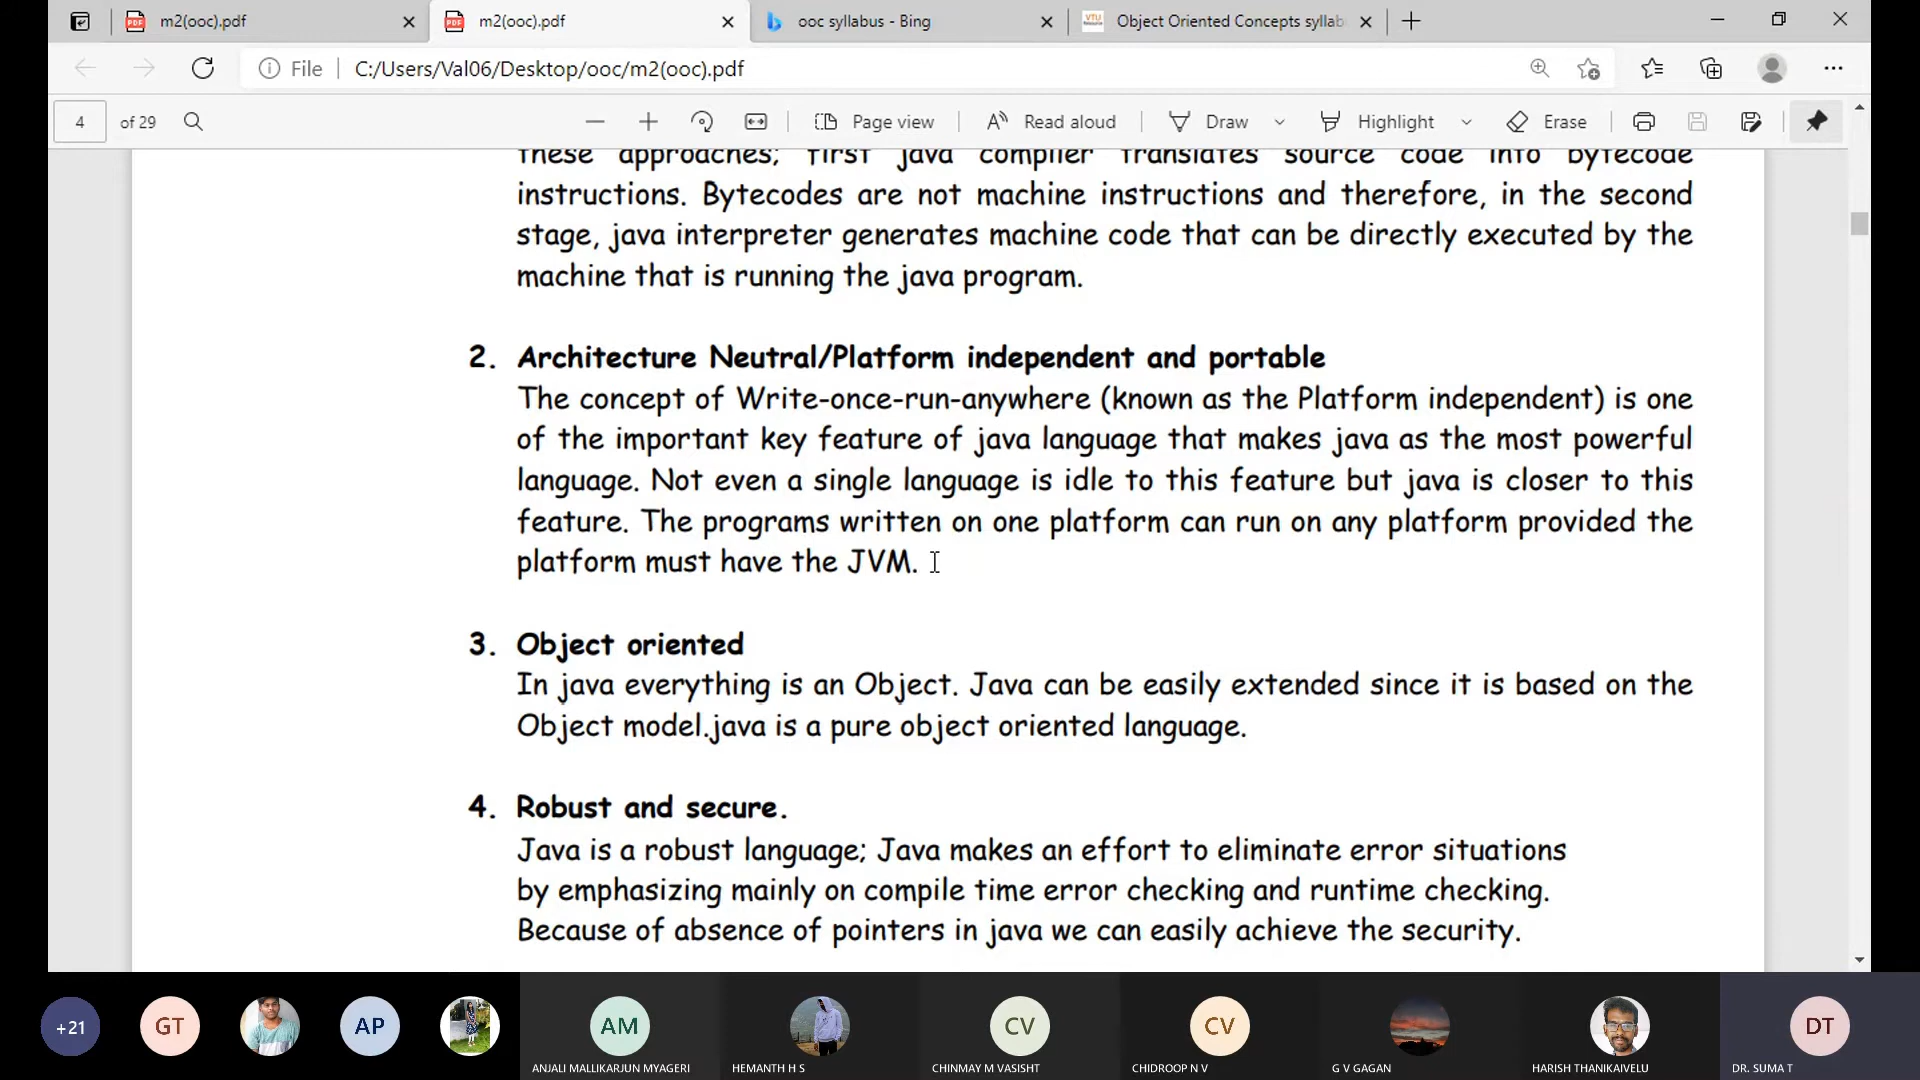 m2(ooc).pdf
m2(ooc).pdf
ooc syllabus - Bing
Object Oriented Concepts syllab
File
C:/Users/Val06/Desktop/ooc/m2(ooc).pdf
4
of 29
Page view
Read aloud
Draw
Highlight
Erase
these approaches; first java compiler translates source code into bytecode
instructions. Bytecodes are not machine instructions and therefore, in the second
stage, java interpreter generates machine code that can be directly executed by the
machine that is running the java program.
2. Architecture Neutral/Platform independent and portable
The concept of Write-once-run-anywhere (known as the Platform independent) is one
of the important key feature of java language that makes java as the most powerful
language. Not even a single language is idle to this feature but java is closer to this
feature. The programs written on one platform can run on any platform provided the
platform must have the JVM.
3. Object oriented
In java everything is an Object. Java can be easily extended since it is based on the
Object model.java is a pure object oriented language.
4. Robust and secure.
Java is a robust language; Java makes an effort to eliminate error situations
by emphasizing mainly on compile time error checking and runtime checking.
Because of absence of pointers in java we can easily achieve the security.
+21
GT
AP
AM
CV
CV
DT
ANJALI MALLIKARJUN MYAGERI
HEMANTH H S
CHINMAY M VASISHT
CHIDROOP N V
G V GAGAN
HARISH THANIKAIVELU
DR. SUMA T